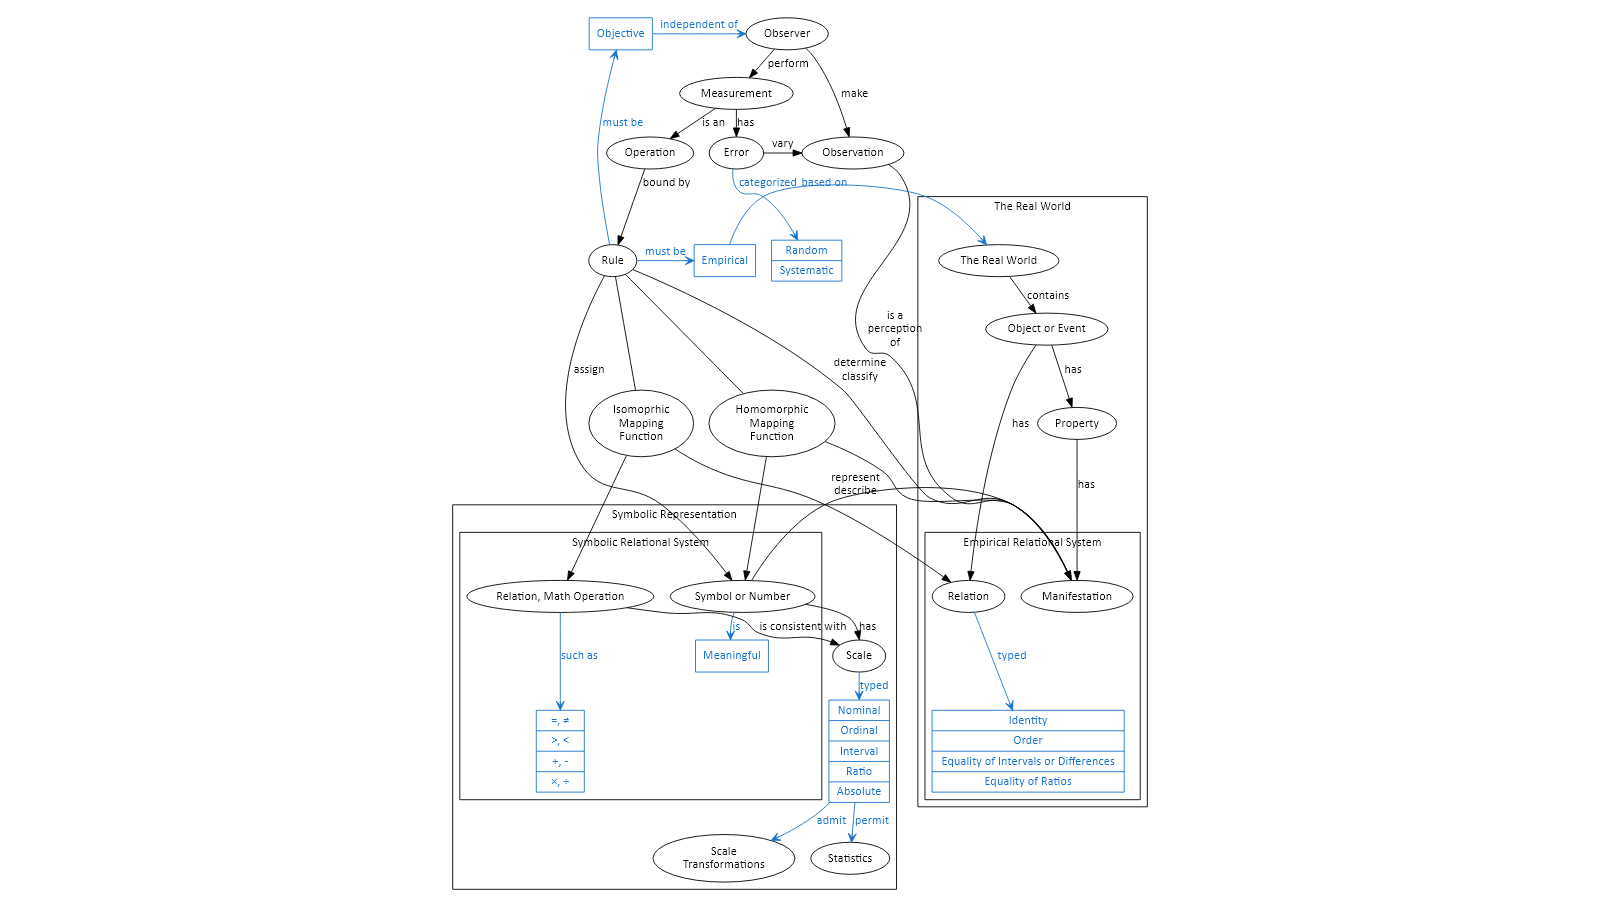 independent of
Objective
Observer
perform
Measurement
make
must be
is an
has
Operation
Error
vary
Observation
bound by
categorized based on
The Real World
Rule
must be
Empirical
Random
Systematic
The Real World
contains
is a
perception
of
Object or Event
assign
determine
classify
has
Isomoprhic
Mapping
Function
Homomorphic
Mapping
Function
has
Property
represent
describe
has
Symbolic Representation
Symbolic Relational System
Empirical Relational System
Relation, Math Operation
Symbol or Number
Relation
Manifestation
is
is consistent with
has
such as
Meaningful
Scale
typed
typed
=, ≠
>, <
+, -
×, ÷
Nominal
Ordinal
Interval
Ratio
Absolute
Identity
Order
Equality of Intervals or Differences
Equality of Ratios
admit
permit
Scale
Transformations
Statistics